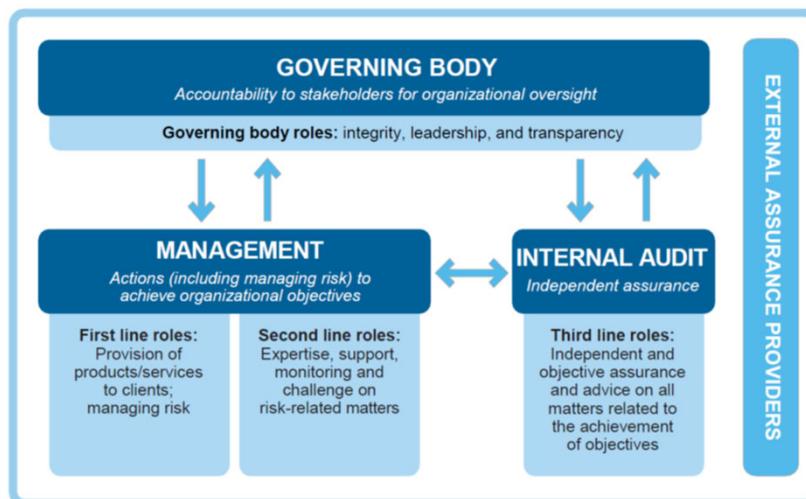 GOVERNING BODY
Accountability to stakeholders for organizational oversight
Governing body roles: integrity, leadership, and transparency
MANAGEMENT
Actions (including managing risk) to
achieve organizational objectives
First line roles:
Provision of
products/services
to clients;
managing risk
Second line roles:
Expertise, support,
monitoring and
challenge on
risk-related matters
INTERNAL AUDIT
Independent assurance
Third line roles:
Independent and
objective assurance
and advice on all
matters related to
the achievement
of objectives
EXTERNAL ASSURANCE PROVIDERS